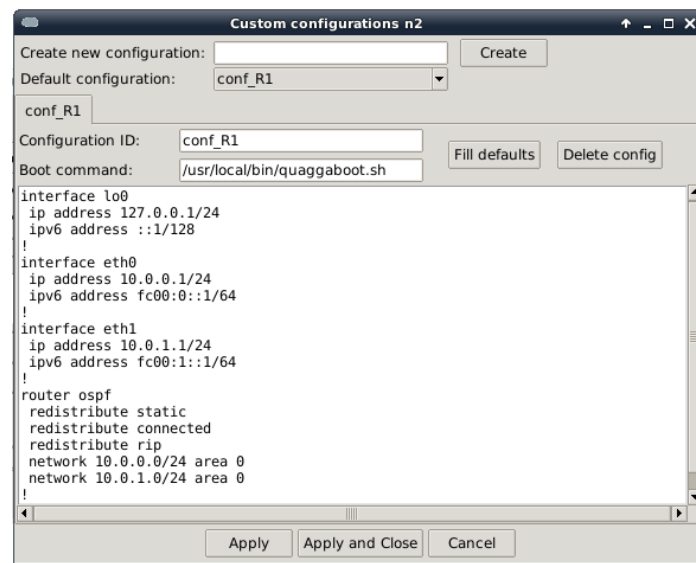 Custom configurations n2
Create new configuration: Create
Default configuration: conf_R1
conf_R1
Configuration ID: conf_R1
Fill defaults Delete config
Boot command: /usr/local/bin/quaggaboot.sh
interface lo0
ip address 127.0.0.1/24
ipv6 address ::1/128
!
interface eth0
ip address 10.0.0.1/24
ipv6 address fc00:0::1/64
!
interface eth1
ip address 10.0.1.1/24
ipv6 address fc00:1::1/64
!
router ospf
redistribute static
redistribute connected
redistribute rip
network 10.0.0.0/24 area 0
network 10.0.1.0/24 area 0
!
Apply Apply and Close Cancel